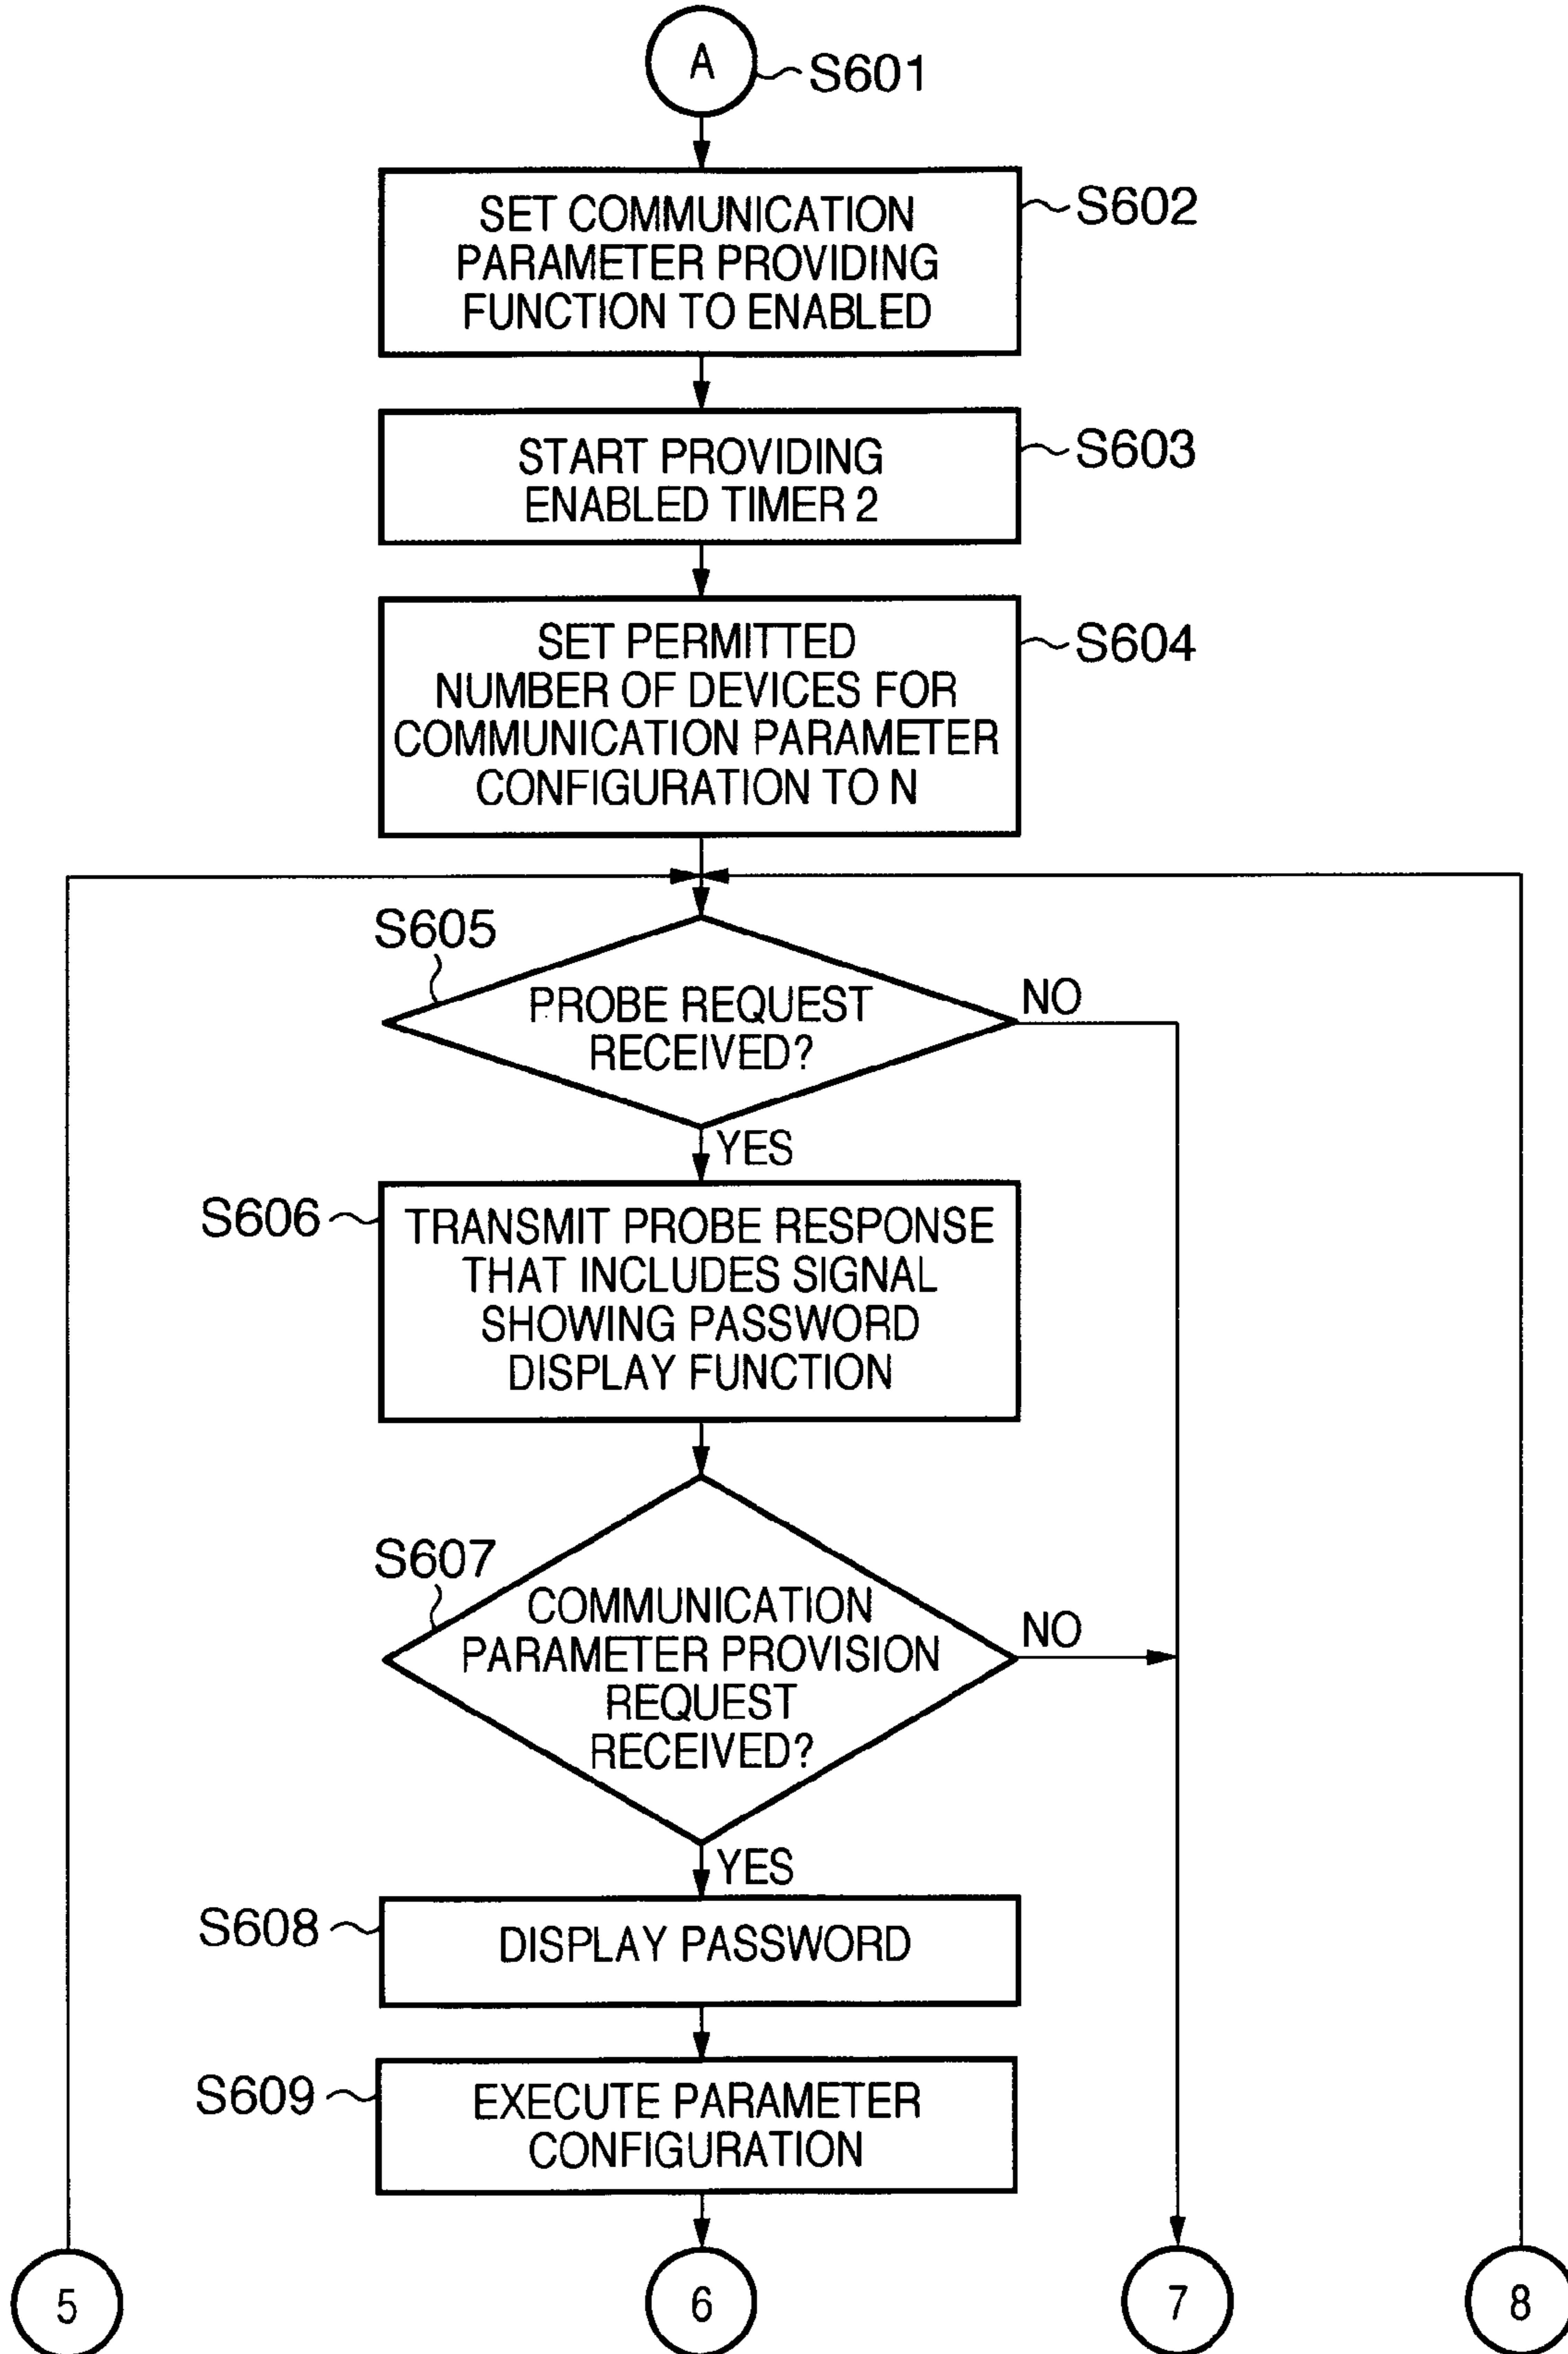 A
S601
SET COMMUNICATION
PARAMETER PROVIDING
FUNCTION TO ENABLED
S602
START PROVIDING
ENABLED TIMER 2
S603
SET PERMITTED
NUMBER OF DEVICES FOR
COMMUNICATION PARAMETER
CONFIGURATION TO N
S604
S605
PROBE REQUEST
RECEIVED?
NO
YES
S606
TRANSMIT PROBE RESPONSE
THAT INCLUDES SIGNAL
SHOWING PASSWORD
DISPLAY FUNCTION
S607
COMMUNICATION
PARAMETER PROVISION
REQUEST
RECEIVED?
NO
YES
S608
DISPLAY PASSWORD
S609
EXECUTE PARAMETER
CONFIGURATION
5
6
7
8